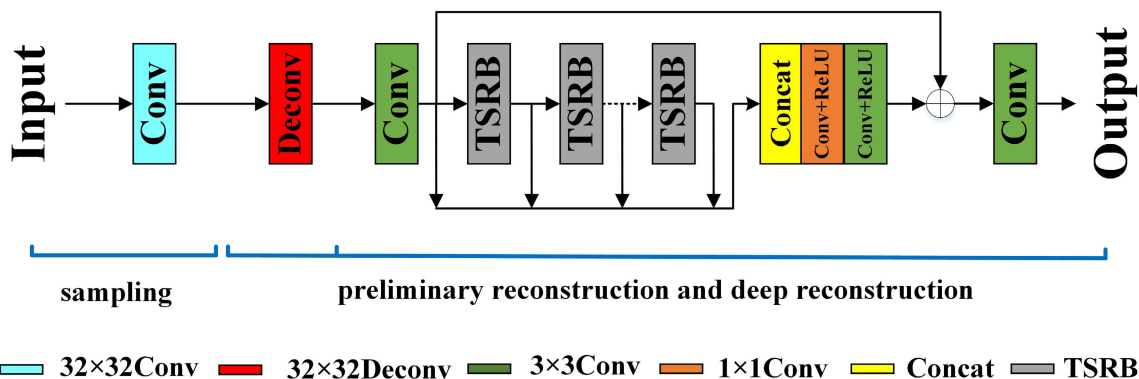 Input
Conv
Deconv
Conv
TSRB
TSRB
TSRB
Concat
Conv+ReLU
Conv+ReLU
Conv
Output
sampling
preliminary reconstruction and deep reconstruction
32×32Conv
32×32Deconv
3×3Conv
1×1Conv
Concat
TSRB